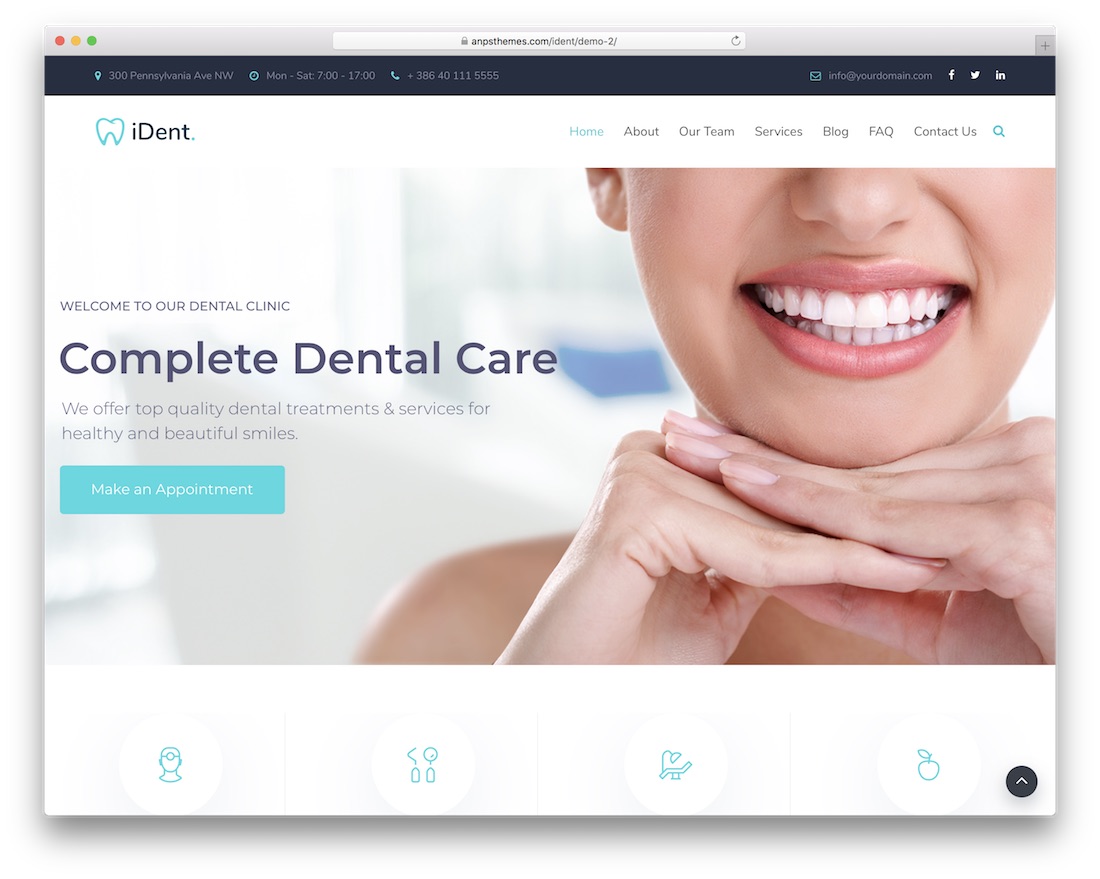 anpsthemes.com/ident/demo-2/
300 Pennsylvania Ave NW Mon - Sat: 7:00 - 17:00 + 386 40 111 5555 info@yourdomain.com
iDent.
Home About Our Team Services Blog FAQ Contact Us
WELCOME TO OUR DENTAL CLINIC
Complete Dental Care
We offer top quality dental treatments & services for
healthy and beautiful smiles.
Make an Appointment